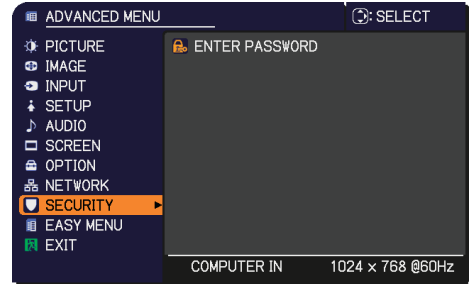 ADVANCED MENU
: SELECT
PICTURE
IMAGE
INPUT
SETUP
AUDIO
SCREEN
OPTION
NETWORK
SECURITY
EASY MENU
EXIT
ENTER PASSWORD
COMPUTER IN 1024 x 768 @60Hz